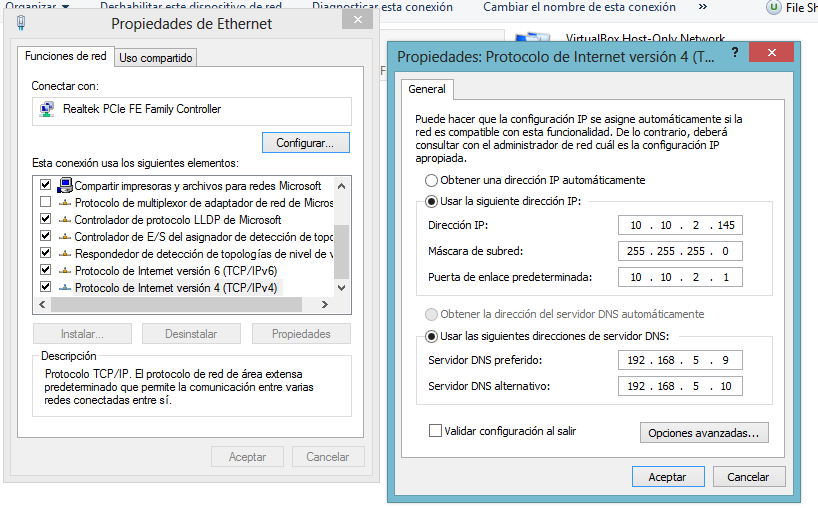 Organizar
Deshabilitar este dispositivo de red
Diagnosticar esta conexión
Cambiar el nombre de esta conexión
»
File Sh
VirtualBox Host-Only Network
Propiedades de Ethernet
Funciones de red
Uso compartido
Conectar con:
Realtek PCIe FE Family Controller
Configurar...
Esta conexión usa los siguientes elementos:
Compartir impresoras y archivos para redes Microsoft
Protocolo de multiplexor de adaptador de red de Micros
Controlador de protocolo LLDP de Microsoft
Controlador de E/S del asignador de detección de topo
Respondedor de detección de topologías de nivel de v
Protocolo de Internet versión 6 (TCP/IPv6)
Protocolo de Internet versión 4 (TCP/IPv4)
Instalar...
Desinstalar
Propiedades
Descripción
Protocolo TCP/IP. El protocolo de red de área extensa
predeterminado que permite la comunicación entre varias
redes conectadas entre sí.
Aceptar
Cancelar
Propiedades: Protocolo de Internet versión 4 (T...
?
General
Puede hacer que la configuración IP se asigne automáticamente si la
red es compatible con esta funcionalidad. De lo contrario, deberá
consultar con el administrador de red cuál es la configuración IP
apropiada.
Obtener una dirección IP automáticamente
Usar la siguiente dirección IP:
Dirección IP:
10 . 10 . 2 . 145
Máscara de subred:
255 . 255 . 255 . 0
Puerta de enlace predeterminada:
10 . 10 . 2 . 1
Obtener la dirección del servidor DNS automáticamente
Usar las siguientes direcciones de servidor DNS:
Servidor DNS preferido:
192 . 168 . 5 . 9
Servidor DNS alternativo:
192 . 168 . 5 . 10
Validar configuración al salir
Opciones avanzadas...
Aceptar
Cancelar